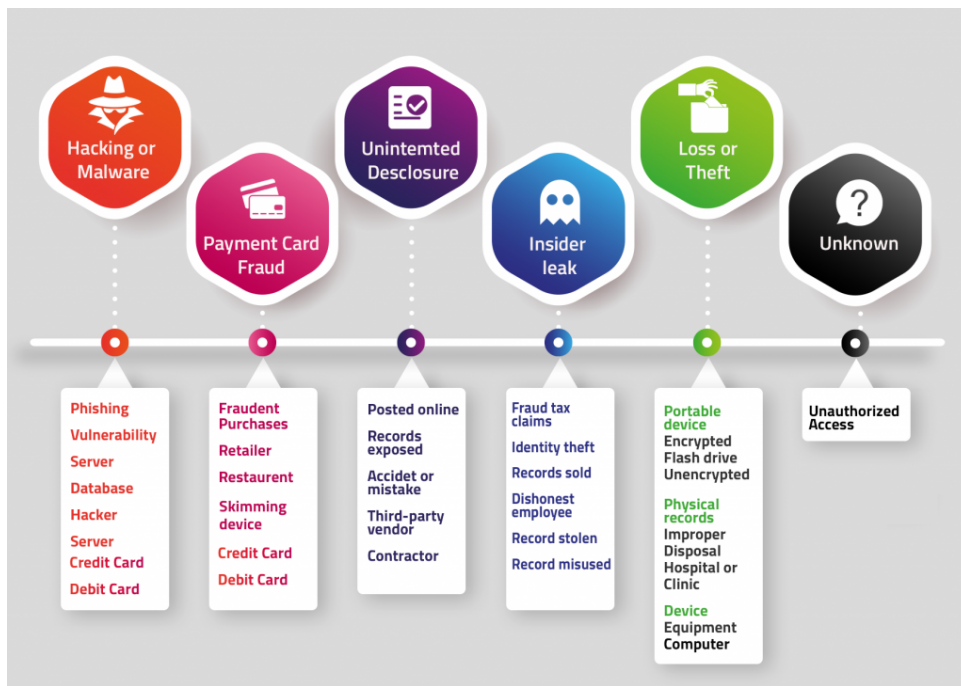 Hacking or
Malware
Payment Card
Fraud
Unintemted
Desclosure
Insider
leak
Loss or
Theft
?
Unknown
Phishing
Vulnerability
Server
Database
Hacker
Server
Credit Card
Debit Card
Fraudent
Purchases
Retailer
Restaurent
Skimming
device
Credit Card
Debit Card
Posted online
Records
exposed
Accidet or
mistake
Third-party
vendor
Contractor
Fraud tax
claims
Identity theft
Records sold
Dishonest
employee
Record stolen
Record misused
Portable
device
Encrypted
Flash drive
Unencrypted
Physical
records
Improper
Disposal
Hospital or
Clinic
Device
Equipment
Computer
Unauthorized
Access